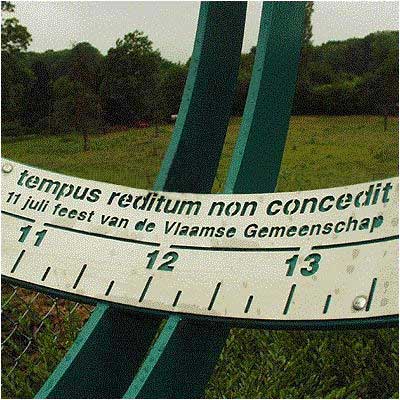 tempus reditum non concedit
11 juli feest van de Vlaamse Gemeenschap
11 12 13